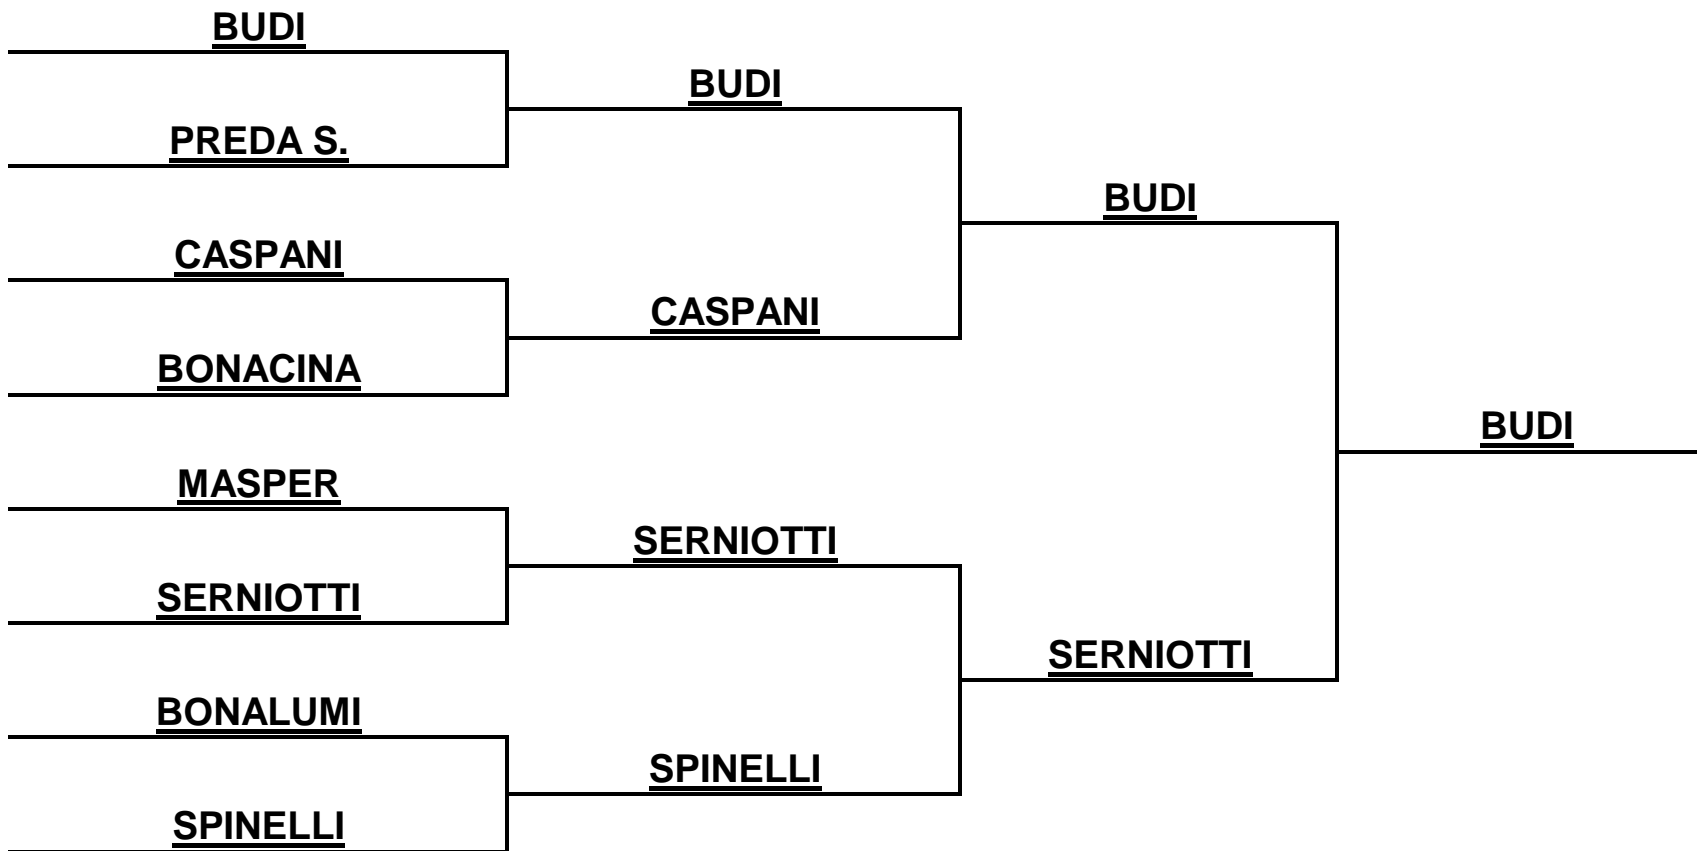 BUDI
PREDA S.
CASPANI
BONACINA
MASPER
SERNIOTTI
BONALUMI
SPINELLI
BUDI
CASPANI
SERNIOTTI
SPINELLI
BUDI
SERNIOTTI
BUDI